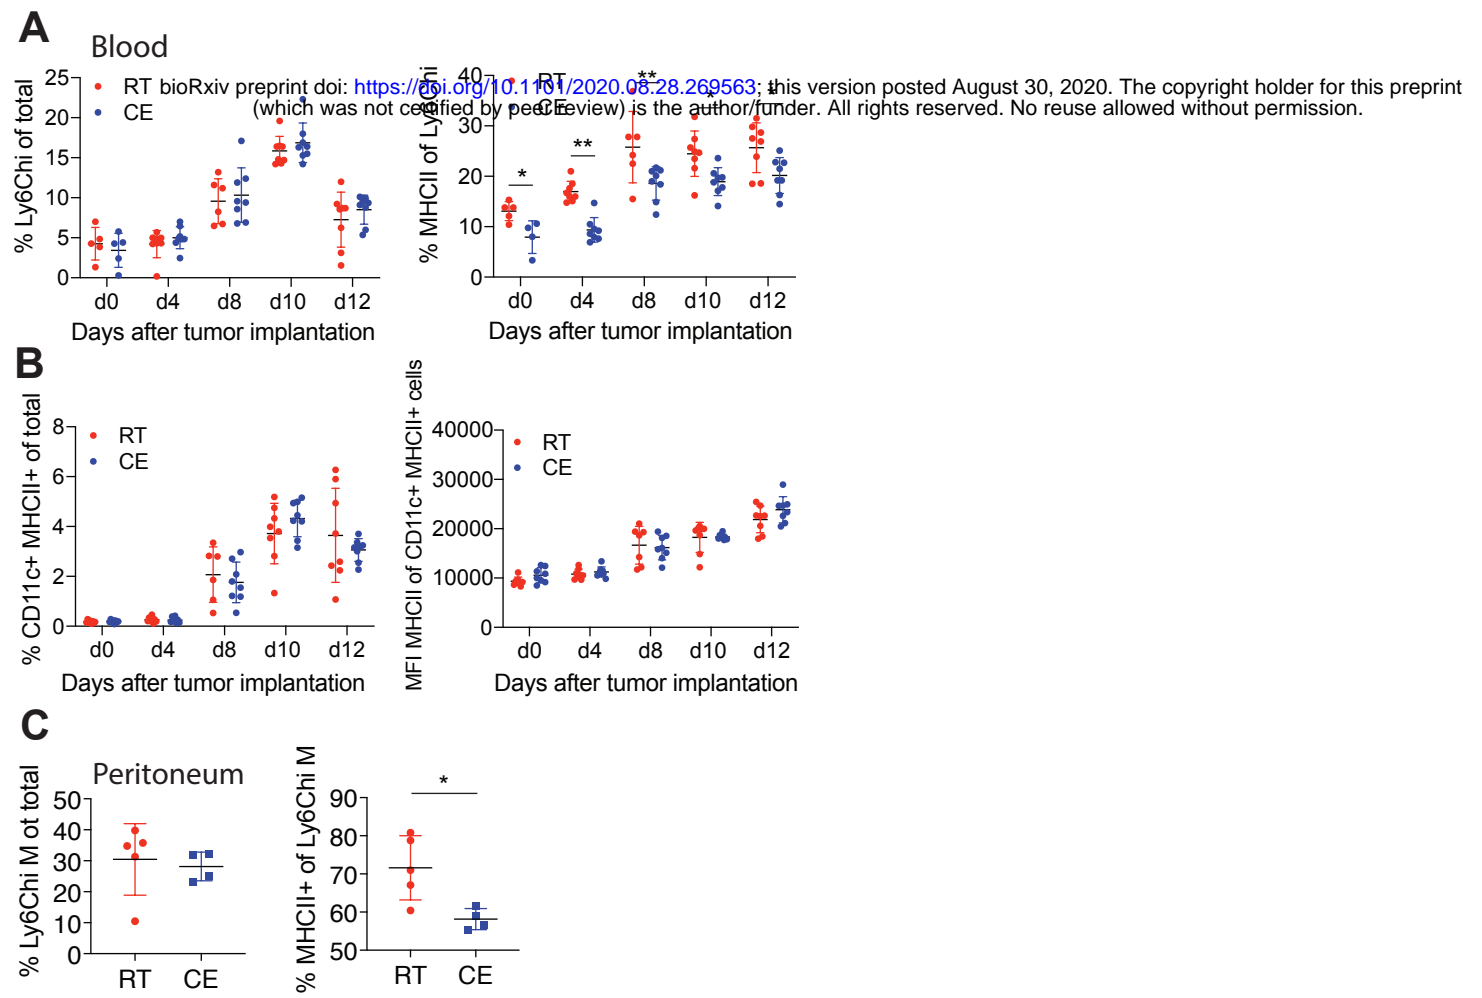 A
Blood
% Ly6Chi of total
25
20
15
10
5
0
RT
CE
d0 d4 d8 d10 d12
Days after tumor implantation
bioRxiv preprint doi: https://doi.org/10.1101/2020.08.28.269563; this version posted August 30, 2020. The copyright holder for this preprint
(which was not certified by peer review) is the author/funder. All rights reserved. No reuse allowed without permission.
% MHCII of Ly6Chi
40
30
20
10
0
RT
CE
*
**
**
*
*
d0 d4 d8 d10 d12
Days after tumor implantation
B
% CD11c+ MHCII+ of total
8
6
4
2
0
RT
CE
d0 d4 d8 d10 d12
Days after tumor implantation
MFI MHCII of CD11c+ MHCII+ cells
40000
30000
20000
10000
0
RT
CE
d0 d4 d8 d10 d12
Days after tumor implantation
C
Peritoneum
% Ly6Chi M ot total
50
40
30
20
10
0
RT CE
% MHCII+ of Ly6Chi M
90
80
70
60
50
*
RT CE